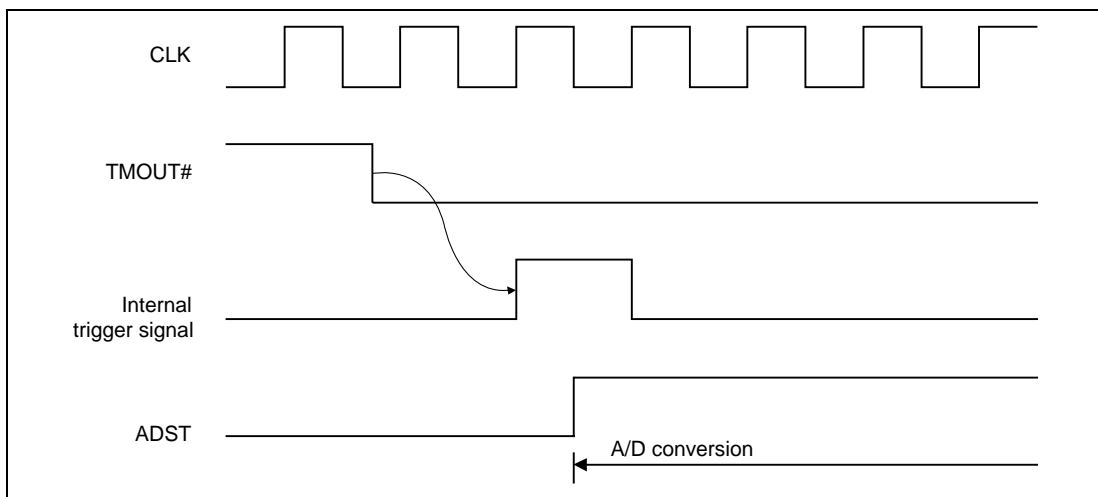 CLK
TMOUT#
Internal
trigger signal
ADST
A/D conversion